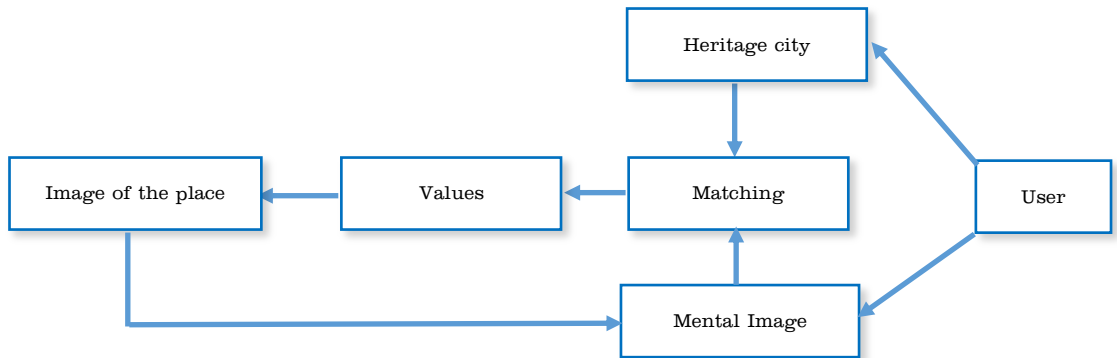 Heritage city
Image of the place
Values
Matching
User
Mental Image